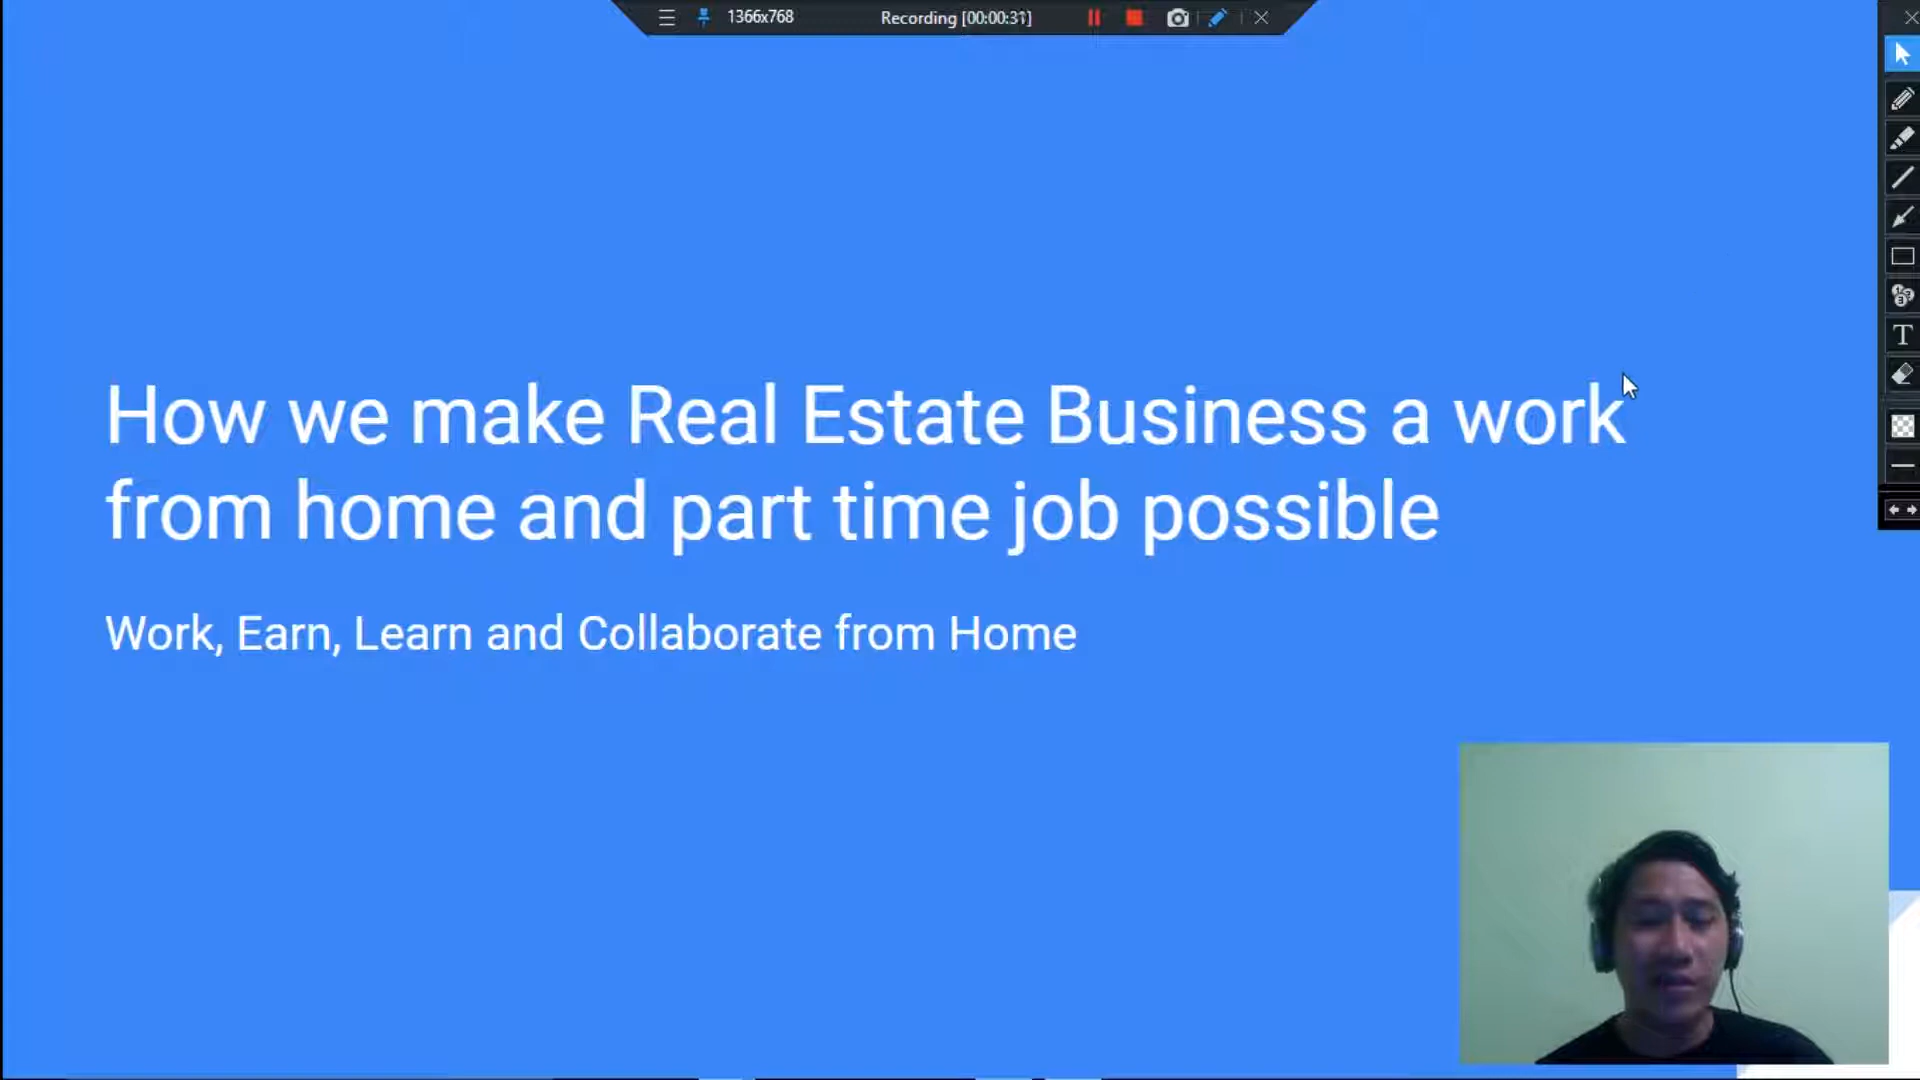 1366x768 Recording [00:00:31]
How we make Real Estate Business a work
from home and part time job possible
Work, Earn, Learn and Collaborate from Home
T